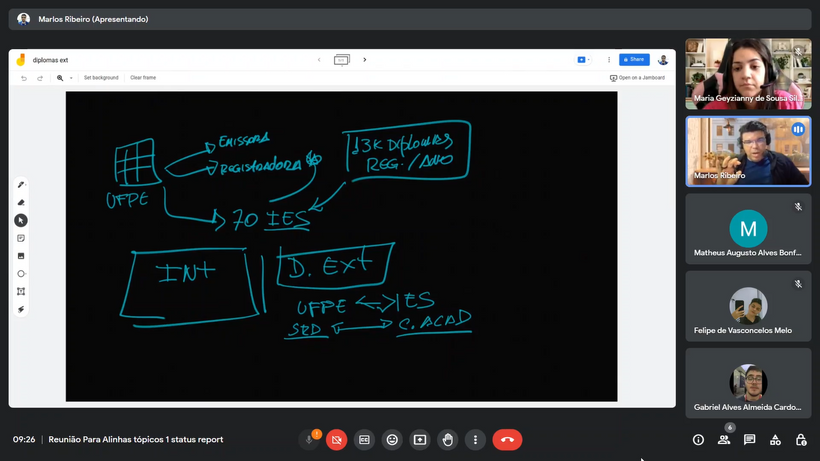 Marlos Ribeiro (Apresentando)
diplomas ext
Share
Set background
Clear frame
Open on a Jamboard
UFPE
EMISSORA
REGISTRADORA
13K DIPLOMAS
REG. / ANO
70 IES
INT
D. Ext
UFPE <-> IES
SRD <-> C. ACAD
Maria Geyzianny de Sousa Sil...
Marlos Ribeiro
M
Matheus Augusto Alves Bonf...
Felipe de Vasconcelos Melo
Gabriel Alves Almeida Cardo...
09:26
Reunião Para Alinhas tópicos 1 status report
6